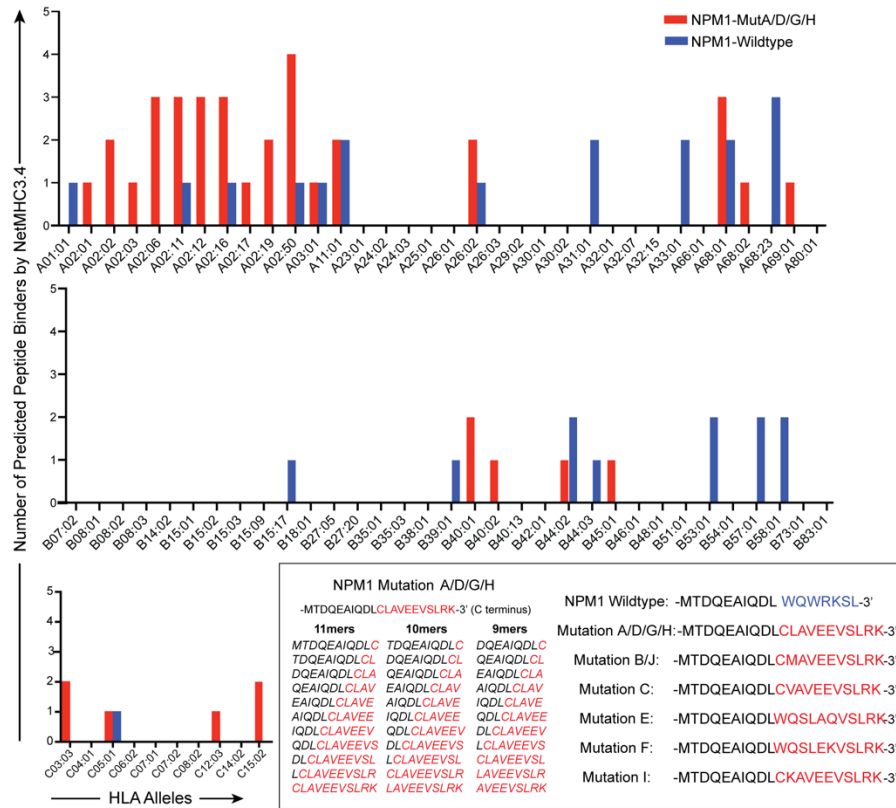 NPM1-MutA/D/G/H
NPM1-Wildtype
Number of Predicted Peptide Binders by NetMHC3.4
5
4
3
2
1
0
A01:01
A02:01
A02:02
A02:03
A02:06
A02:11
A02:12
A02:16
A02:17
A02:19
A02:50
A03:01
A11:01
A23:01
A24:02
A24:03
A25:01
A26:01
A26:02
A26:03
A29:02
A30:01
A30:02
A31:01
A32:01
A32:07
A32:15
A33:01
A66:01
A68:01
A68:02
A68:23
A69:01
A80:01
5
4
3
2
1
0
B07:02
B08:01
B08:02
B08:03
B14:02
B15:01
B15:02
B15:03
B15:09
B15:17
B18:01
B27:05
B27:20
B35:01
B35:03
B38:01
B39:01
B40:01
B40:02
B40:13
B42:01
B44:02
B44:03
B45:01
B46:01
B48:01
B51:01
B53:01
B54:01
B57:01
B58:01
B73:01
B83:01
5
4
3
2
1
0
C03:03
C04:01
C05:01
C06:02
C07:01
C07:02
C08:02
C12:03
C14:02
C15:02
HLA Alleles
NPM1 Mutation A/D/G/H
-MTDQEAIQDLCLAVEEVSLRK-3' (C terminus)
11mers 10mers 9mers
MTDQEAIQDLC TDQEAIQDLC DQEAIQDLC
TDQEAIQDLCL DQEAIQDLCL QEAIQDLCL
DQEAIQDLCLA QEAIQDLCLA EAIQDLCLA
QEAIQDLCLAV EAIQDLCLAV AIQDLCLAV
EAIQDLCLAVE AIQDLCLAVE IQDLCLAVE
AIQDLCLAVEE IQDLCLAVEE QDLCLAVEE
IQDLCLAVEEV QDLCLAVEEV DLCLAVEEV
QDLCLAVEEVS DLCLAVEEVS LCLAVEEVS
DLCLAVEEVSL LCLAVEEVSL CLAVEEVSL
LCLAVEEVSLR CLAVEEVSLR LAVEEVSLR
CLAVEEVSLRK LAVEEVSLRK AVEEVSLRK
NPM1 Wildtype: -MTDQEAIQDL WQWRKSL-3'
Mutation A/D/G/H:-MTDQEAIQDLCLAVEEVSLRK-3'
Mutation B/J: -MTDQEAIQDLCMAVEEVSLRK-3'
Mutation C: -MTDQEAIQDLCVAVEEVSLRK -3'
Mutation E: -MTDQEAIQDLWQSLAQVSLRK-3'
Mutation F: -MTDQEAIQDLWQSLEKVSLRK-3'
Mutation I: -MTDQEAIQDLCKAVEEVSLRK-3'